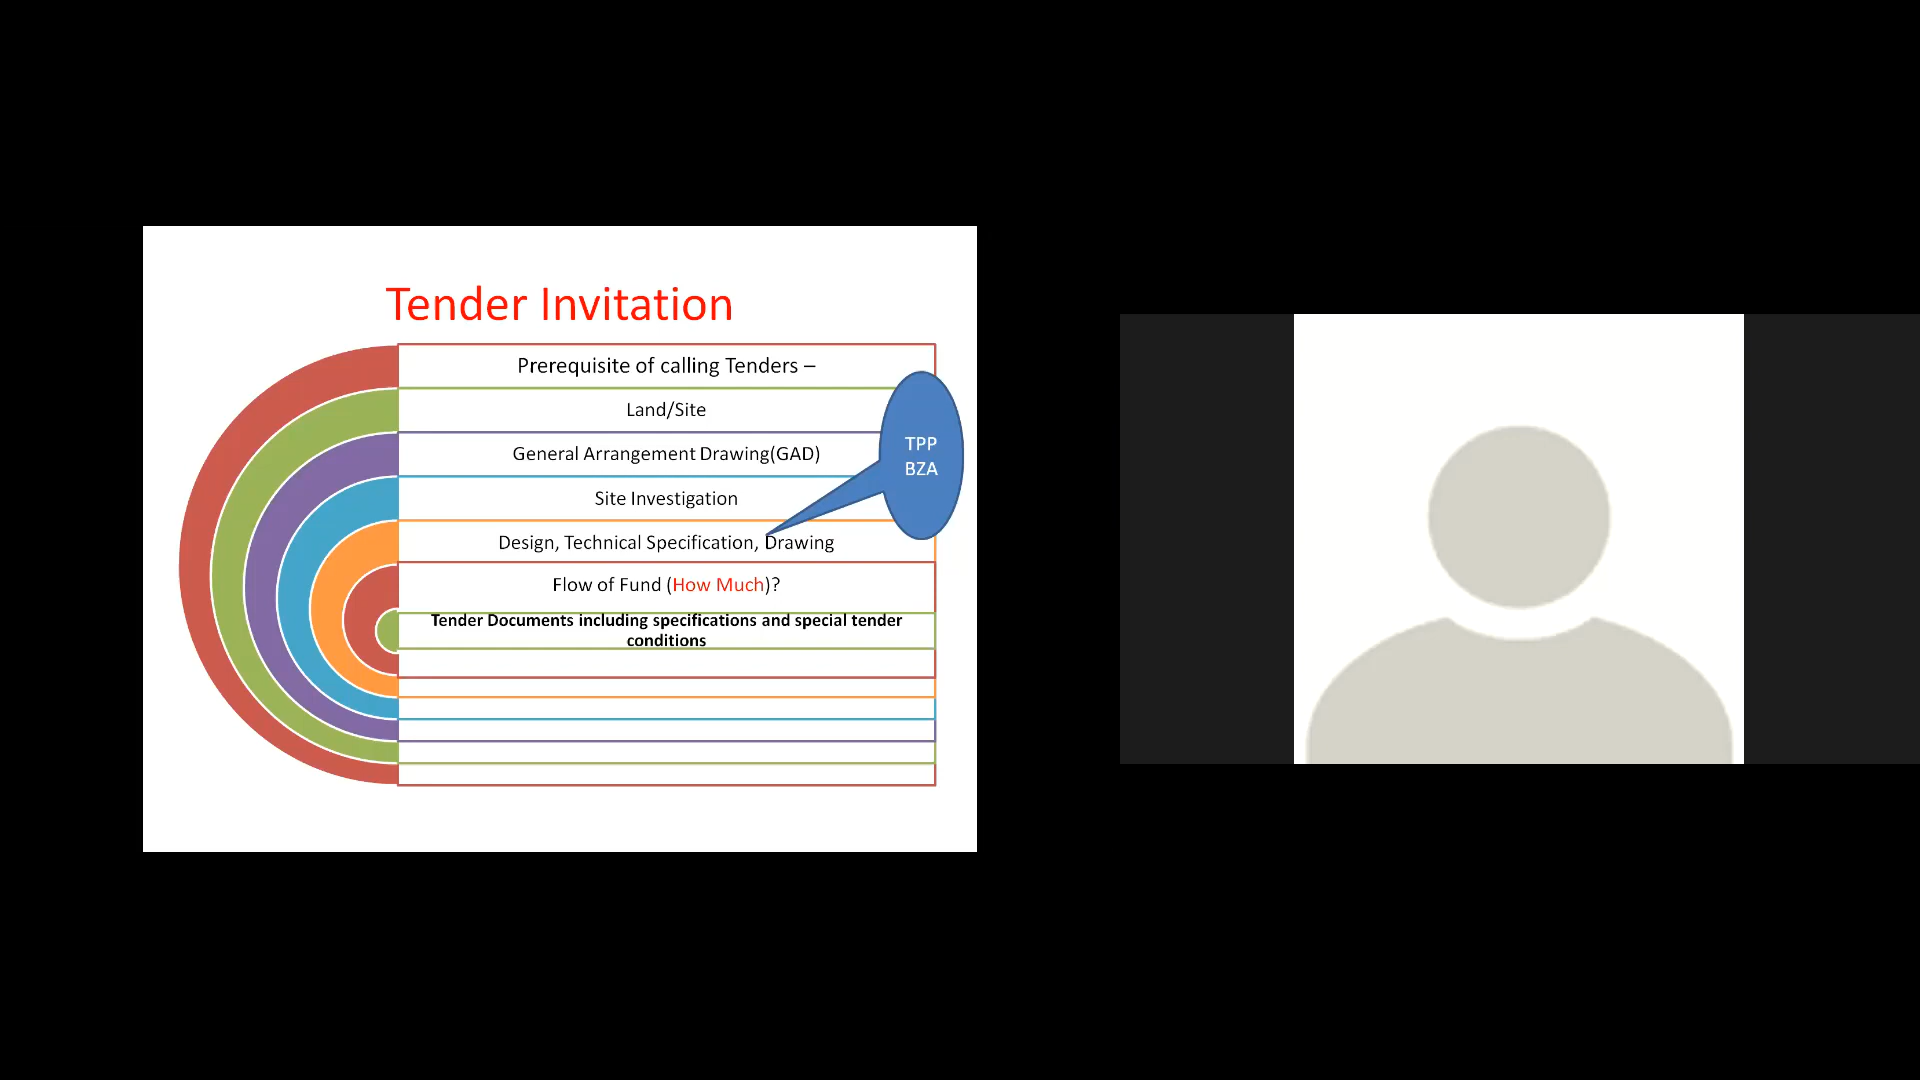 Tender Invitation
Prerequisite of calling Tenders –
Land/Site
General Arrangement Drawing(GAD)
Site Investigation
Design, Technical Specification, Drawing
Flow of Fund (How Much)?
Tender Documents including specifications and special tender
conditions
TPP
BZA